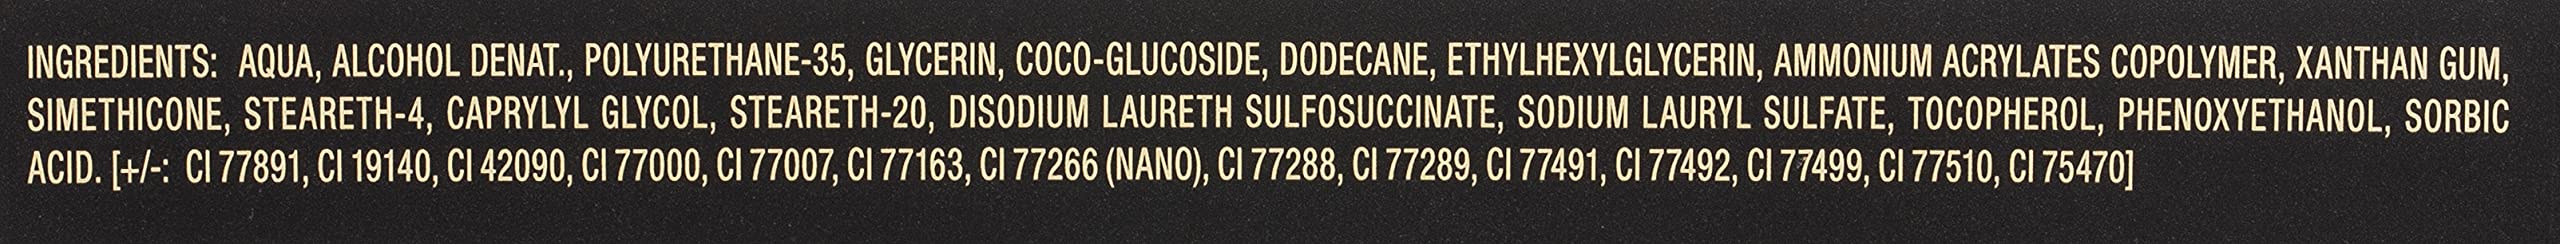 INGREDIENTS: AQUA, ALCOHOL DENAT., POLYURETHANE-35, GLYCERIN, COCO-GLUCOSIDE, DODECANE, ETHYLHEXYLGLYCERIN, AMMONIUM ACRYLATES COPOLYMER, XANTHAN GUM,
SIMETHICONE, STEARETH-4, CAPRYLYL GLYCOL, STEARETH-20, DISODIUM LAURETH SULFOSUCCINATE, SODIUM LAURYL SULFATE, TOCOPHEROL, PHENOXYETHANOL, SORBIC
ACID. [+/-: CI 77891, CI 19140, CI 42090, CI 77000, CI 77007, CI 77163, CI 77266 (NANO), CI 77288, CI 77289, CI 77491, CI 77492, CI 77499, CI 77510, CI 75470]